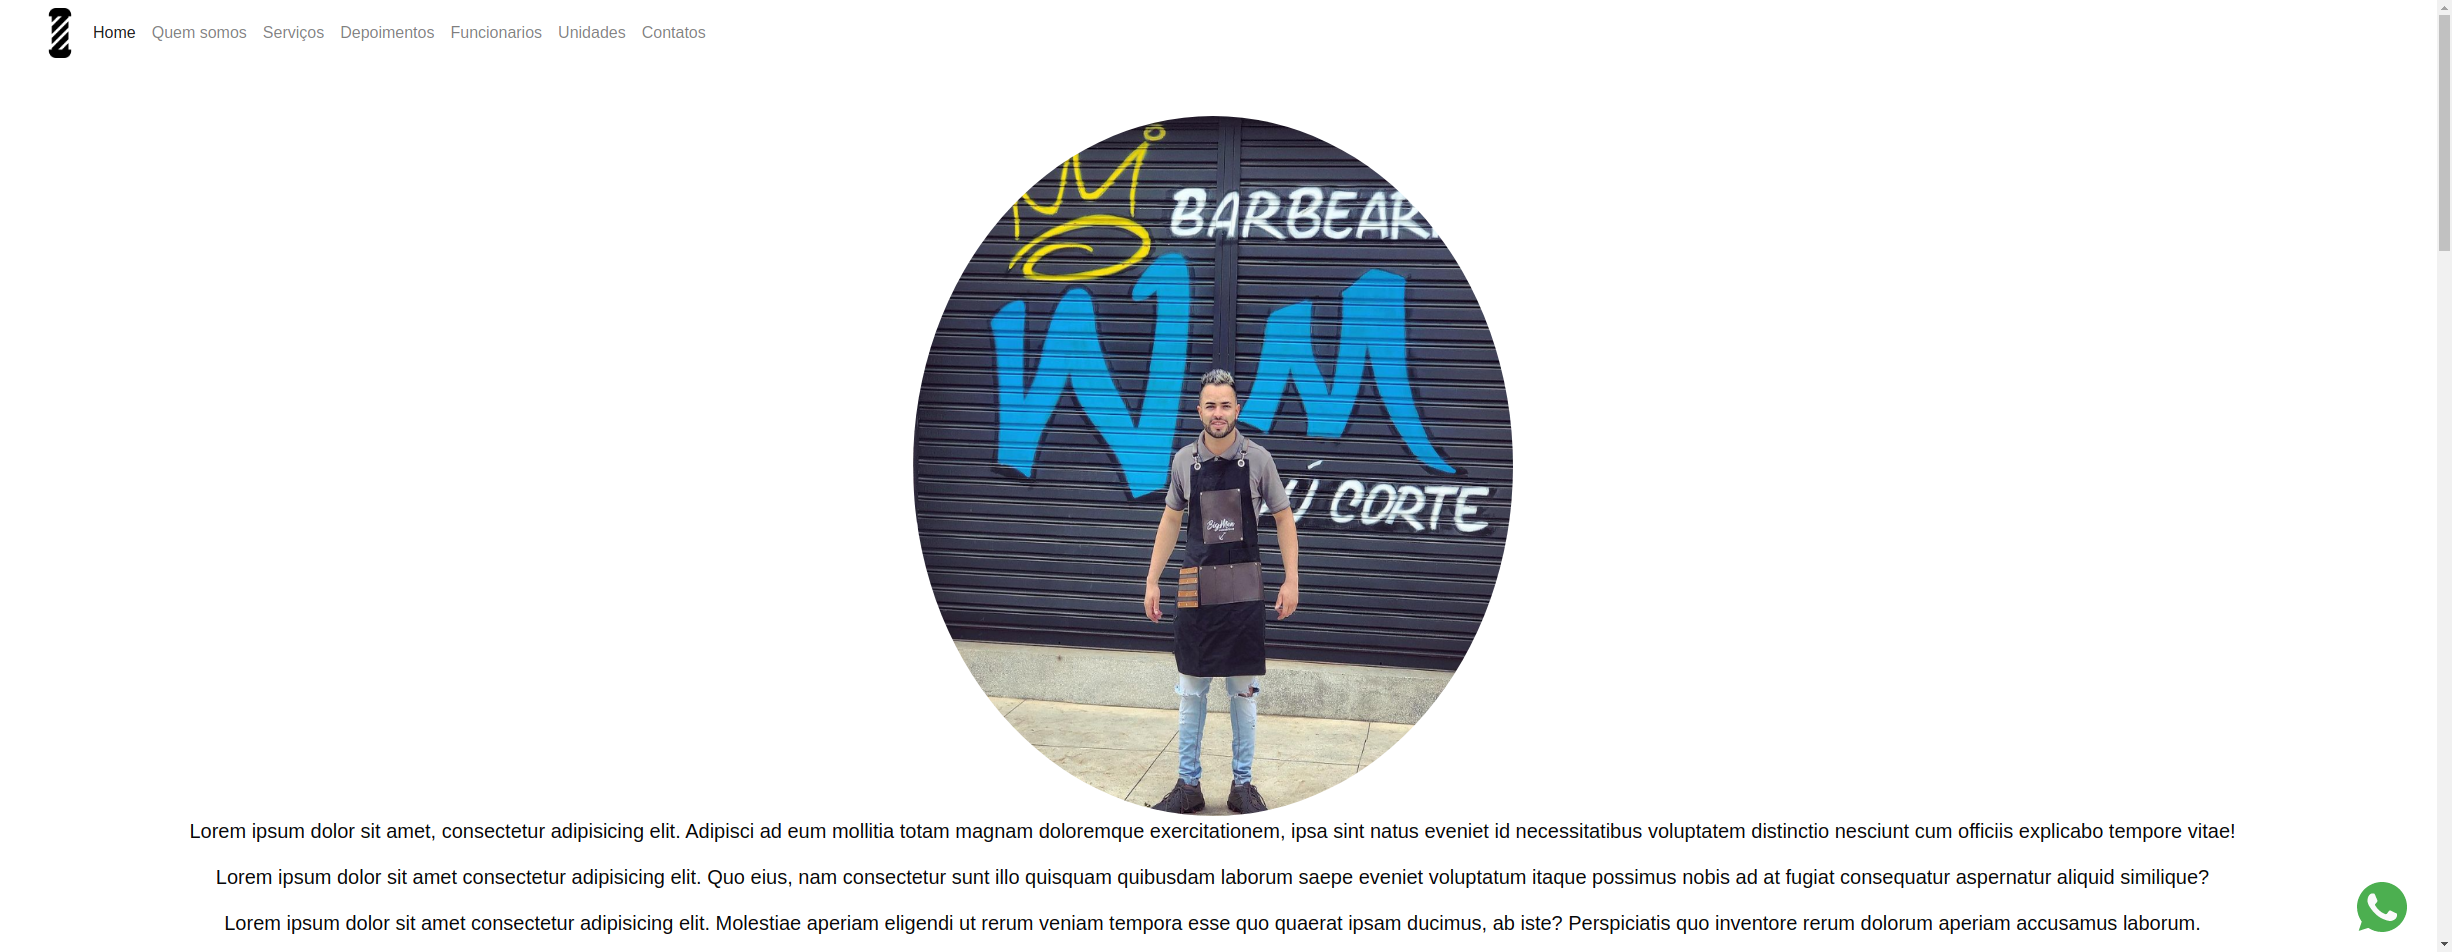 Home Quem somos Serviços Depoimentos Funcionarios Unidades Contatos
BARBEAR
WM
Ú CORTE
BigMen
Lorem ipsum dolor sit amet, consectetur adipisicing elit. Adipisci ad eum mollitia totam magnam doloremque exercitationem, ipsa sint natus eveniet id necessitatibus voluptatem distinctio nesciunt cum officiis explicabo tempore vitae!
Lorem ipsum dolor sit amet consectetur adipisicing elit. Quo eius, nam consectetur sunt illo quisquam quibusdam laborum saepe eveniet voluptatum itaque possimus nobis ad at fugiat consequatur aspernatur aliquid similique?
Lorem ipsum dolor sit amet consectetur adipisicing elit. Molestiae aperiam eligendi ut rerum veniam tempora esse quo quaerat ipsam ducimus, ab iste? Perspiciatis quo inventore rerum dolorum aperiam accusamus laborum.